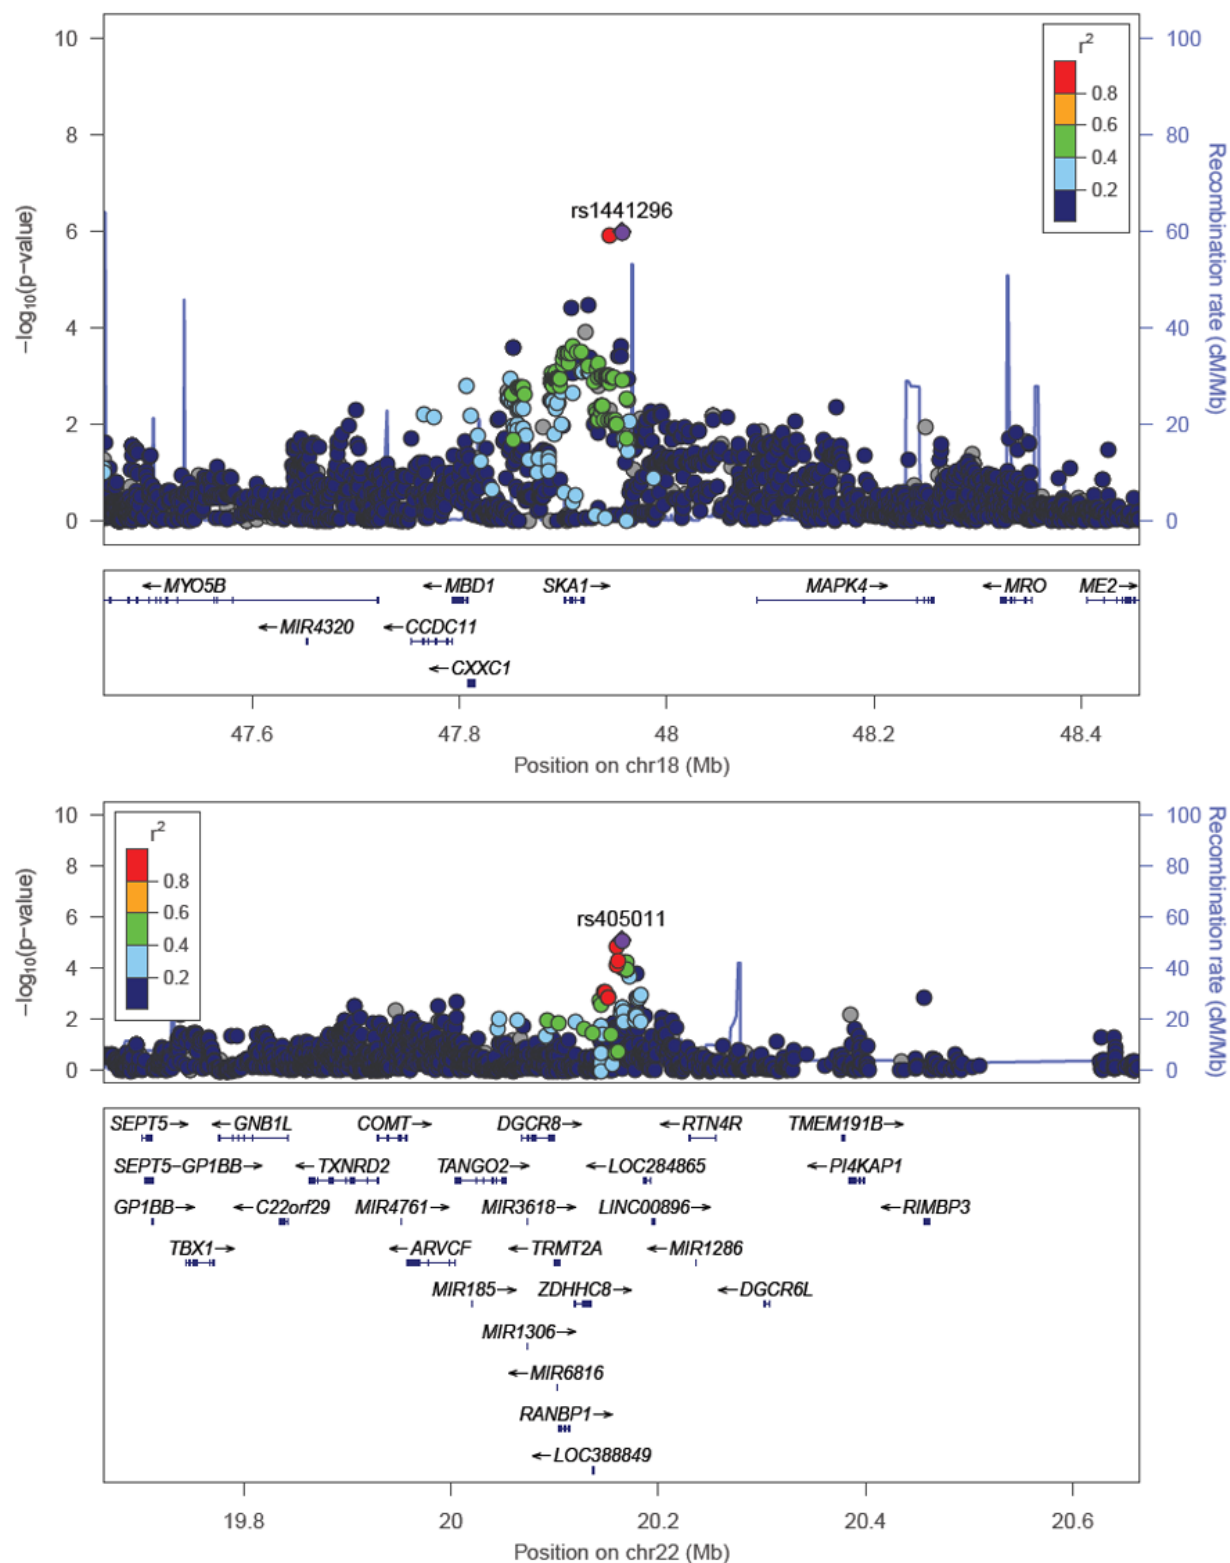 10
8
6
4
2
0
−log10(p−value)
100
80
60
40
20
0
Recombination rate (cM/Mb)
r2
0.8
0.6
0.4
0.2
rs1441296
←MYO5B
←MBD1
SKA1→
MAPK4→
←MRO
ME2→
←MIR4320
←CCDC11
←CXXC1
47.6
47.8
48
48.2
48.4
Position on chr18 (Mb)
10
8
6
4
2
0
−log10(p−value)
100
80
60
40
20
0
Recombination rate (cM/Mb)
r2
0.8
0.6
0.4
0.2
rs405011
SEPT5→
←GNB1L
COMT→
DGCR8→
←RTN4R
TMEM191B→
SEPT5−GP1BB→
←TXNRD2
TANGO2→
←LOC284865
←PI4KAP1
GP1BB→
←C22orf29
MIR4761→
MIR3618→
LINC00896→
←RIMBP3
TBX1→
←ARVCF
←TRMT2A
←MIR1286
MIR185→
ZDHHC8→
←DGCR6L
MIR1306→
←MIR6816
RANBP1→
←LOC388849
19.8
20
20.2
20.4
20.6
Position on chr22 (Mb)